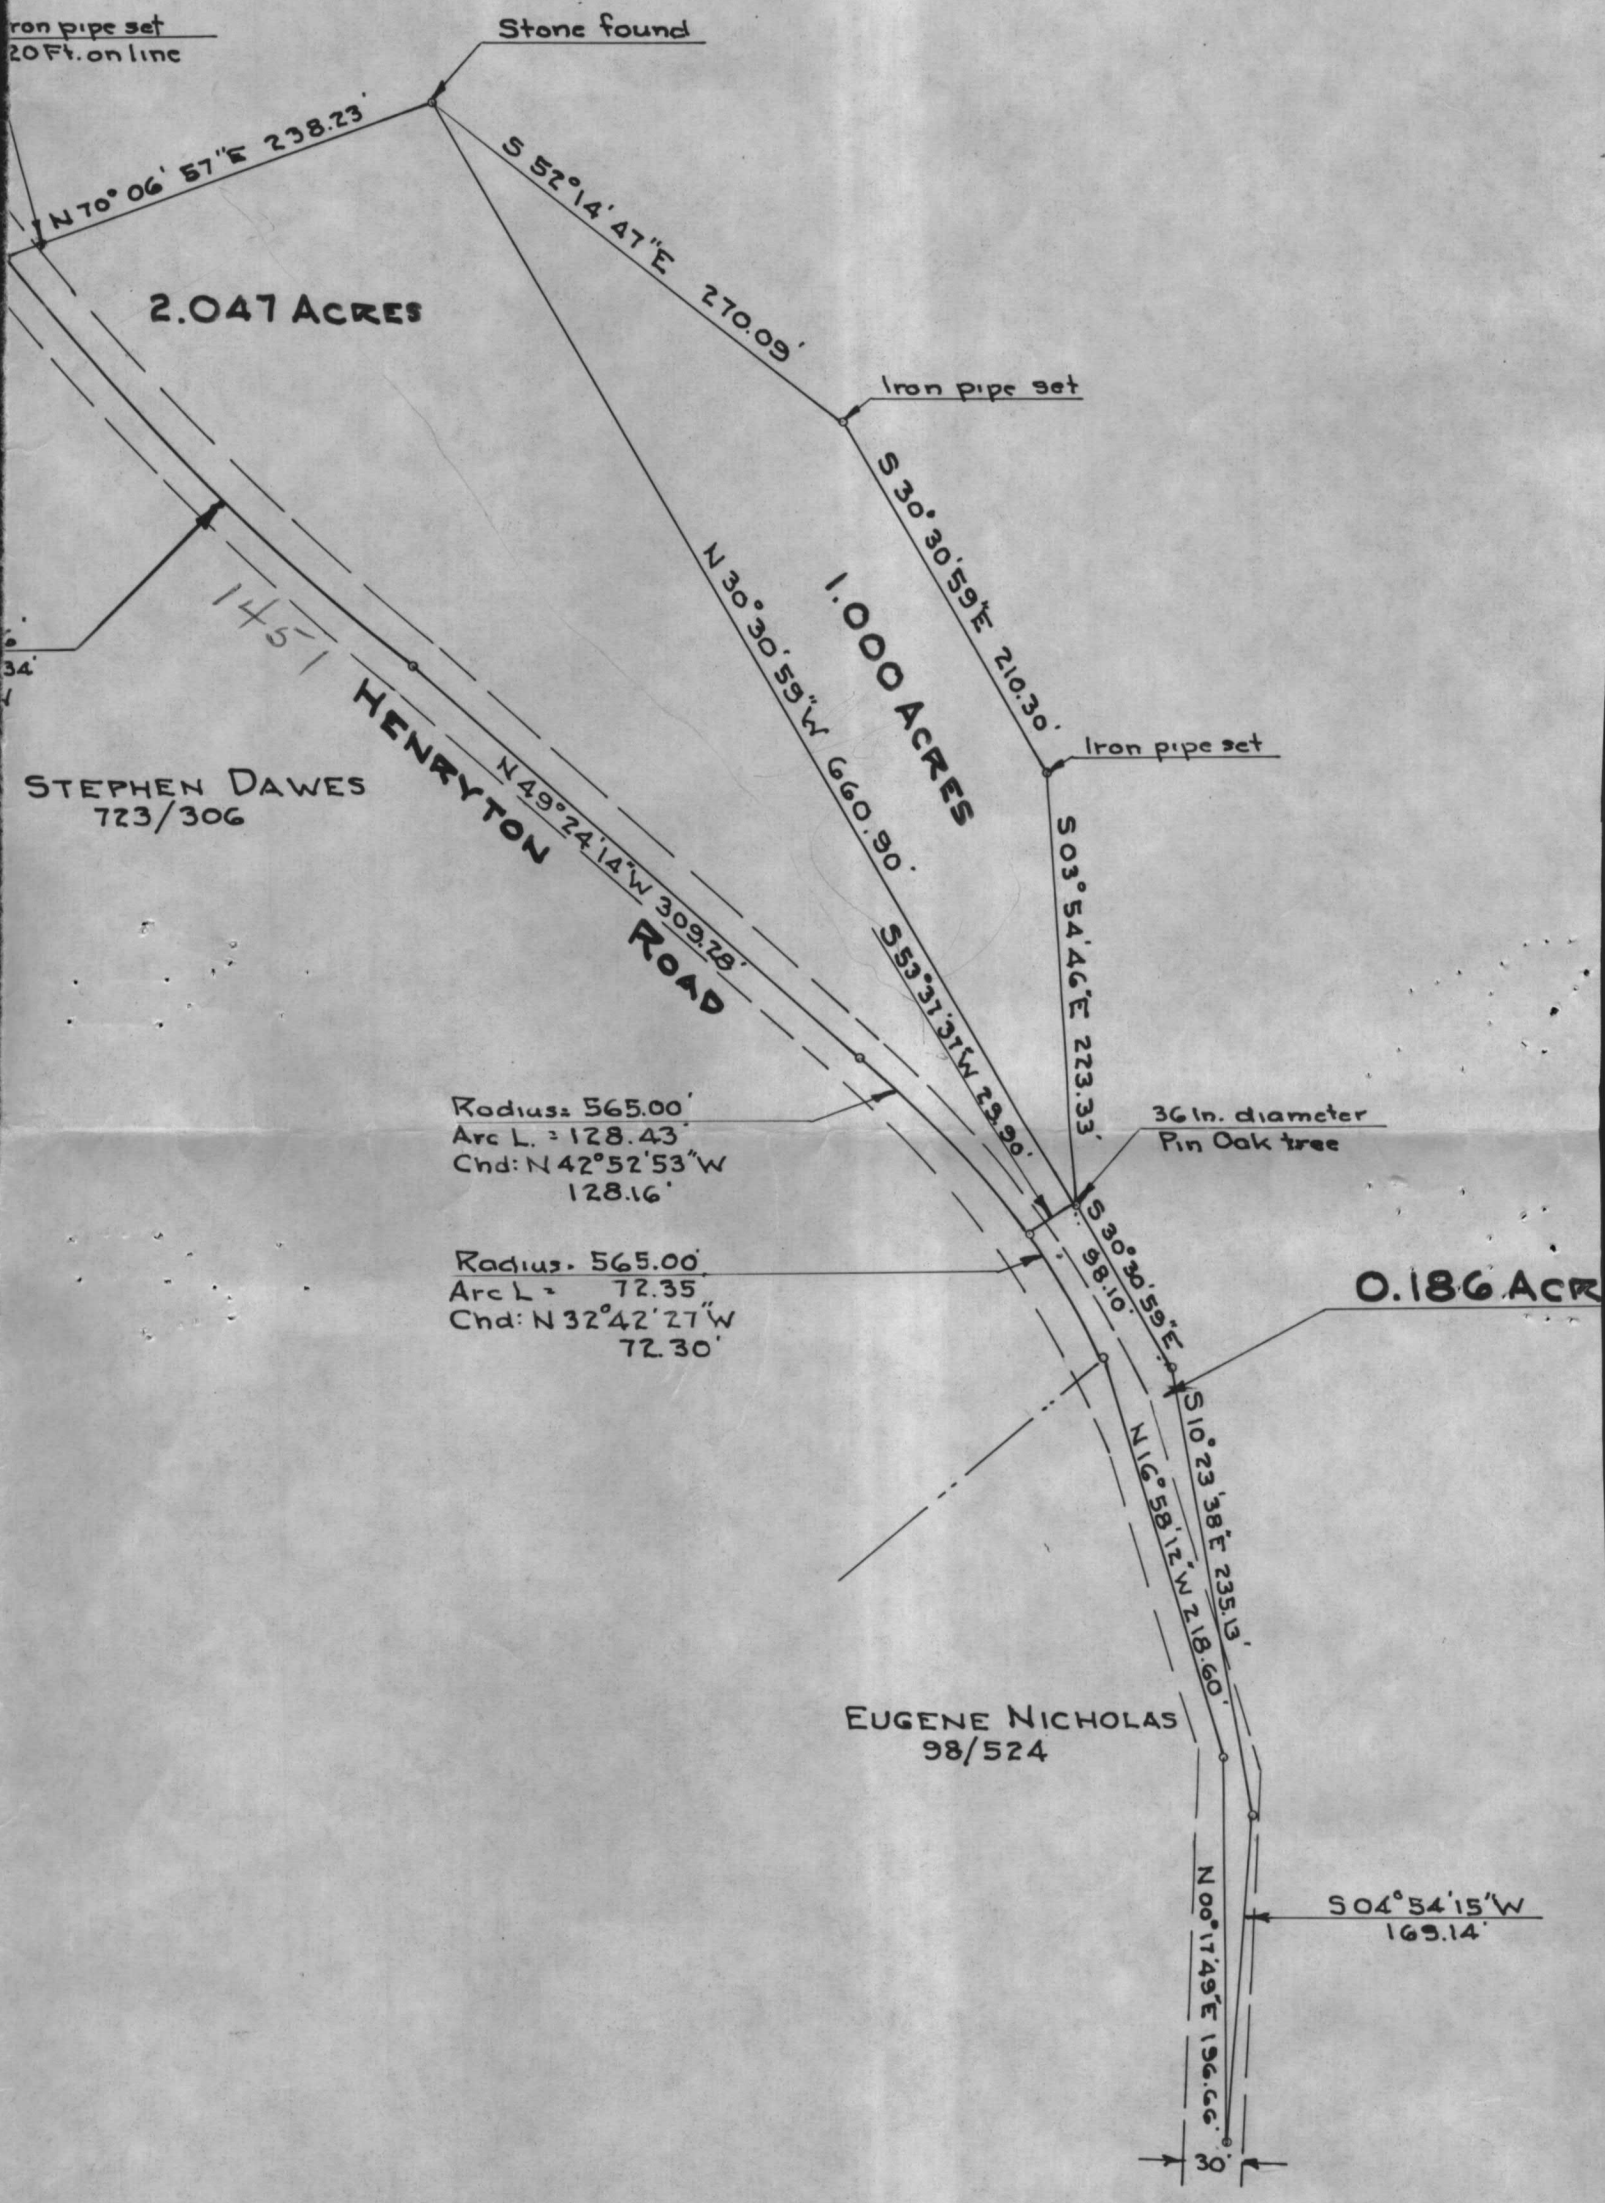 ron pipe set
20 Ft. on line
Stone found
N 70° 06' 57" E 238.23'
S 52° 14' 47" E 270.09'
2.047 ACRES
Iron pipe set
S 30° 30' 59" E 210.30'
N 30° 30' 59" W 660.90'
1.000 ACRES
1451
34'
Iron pipe set
HENRYTON ROAD
STEPHEN DAWES
723/306
N 49° 24' 14" W 309.28'
S 03° 54' 46" E 223.33'
S 53° 37' 37" W 29.90'
Radius= 565.00'
Arc L. = 128.43'
Chd: N 42° 52' 53" W
128.16'
36 In. diameter
Pin Oak tree
S 30° 30' 59" E
98.10'
Radius. 565.00'
Arc L = 72.35'
Chd: N 32° 42' 27" W
72.30'
0.186 ACR
S 10° 23' 38" E 235.13'
N 16° 58' 12" W 218.60'
EUGENE NICHOLAS
98/524
S 04° 54' 15" W
169.14'
N 00° 17' 49" E 196.66'
30'